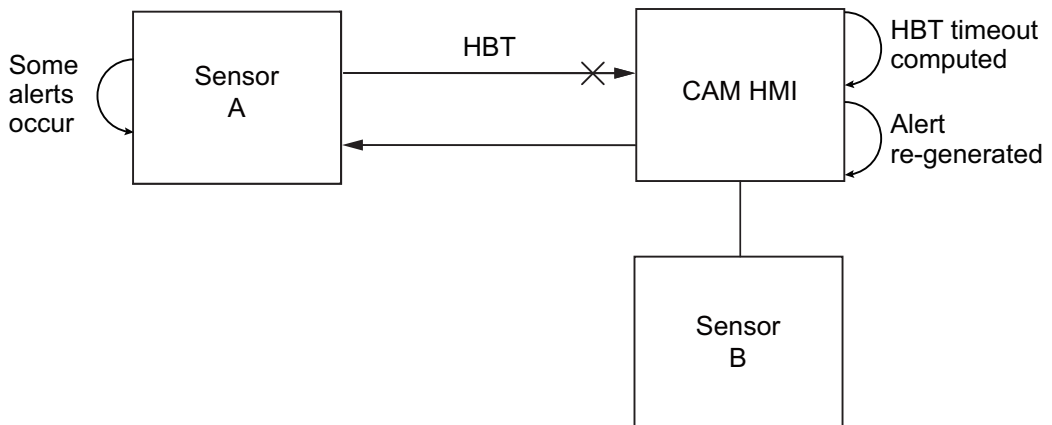 Some
alerts
occur
Sensor
A
HBT
CAM HMI
HBT timeout
computed
Alert
re-generated
Sensor
B